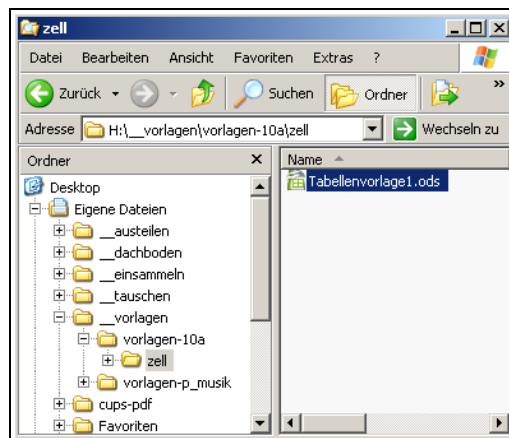 zell
Datei Bearbeiten Ansicht Favoriten Extras ?
Zurück Suchen Ordner »
Adresse H:\__vorlagen\vorlagen-10a\zell Wechseln zu
Ordner x Name
Desktop
Tabellenvorlage1.ods
Eigene Dateien
__austeilen
__dachboden
__einsammeln
__tauschen
__vorlagen
vorlagen-10a
zell
vorlagen-p_musik
cups-pdf
Favoriten